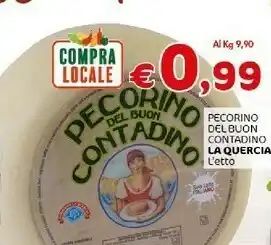 Al Kg 9,90
COMPRA
LOCALE
€0,99
PECORINO
DEL BUON
CONTADINO
PECORINO
DEL BUON
CONTADINO
LA QUERCIA
L'etto